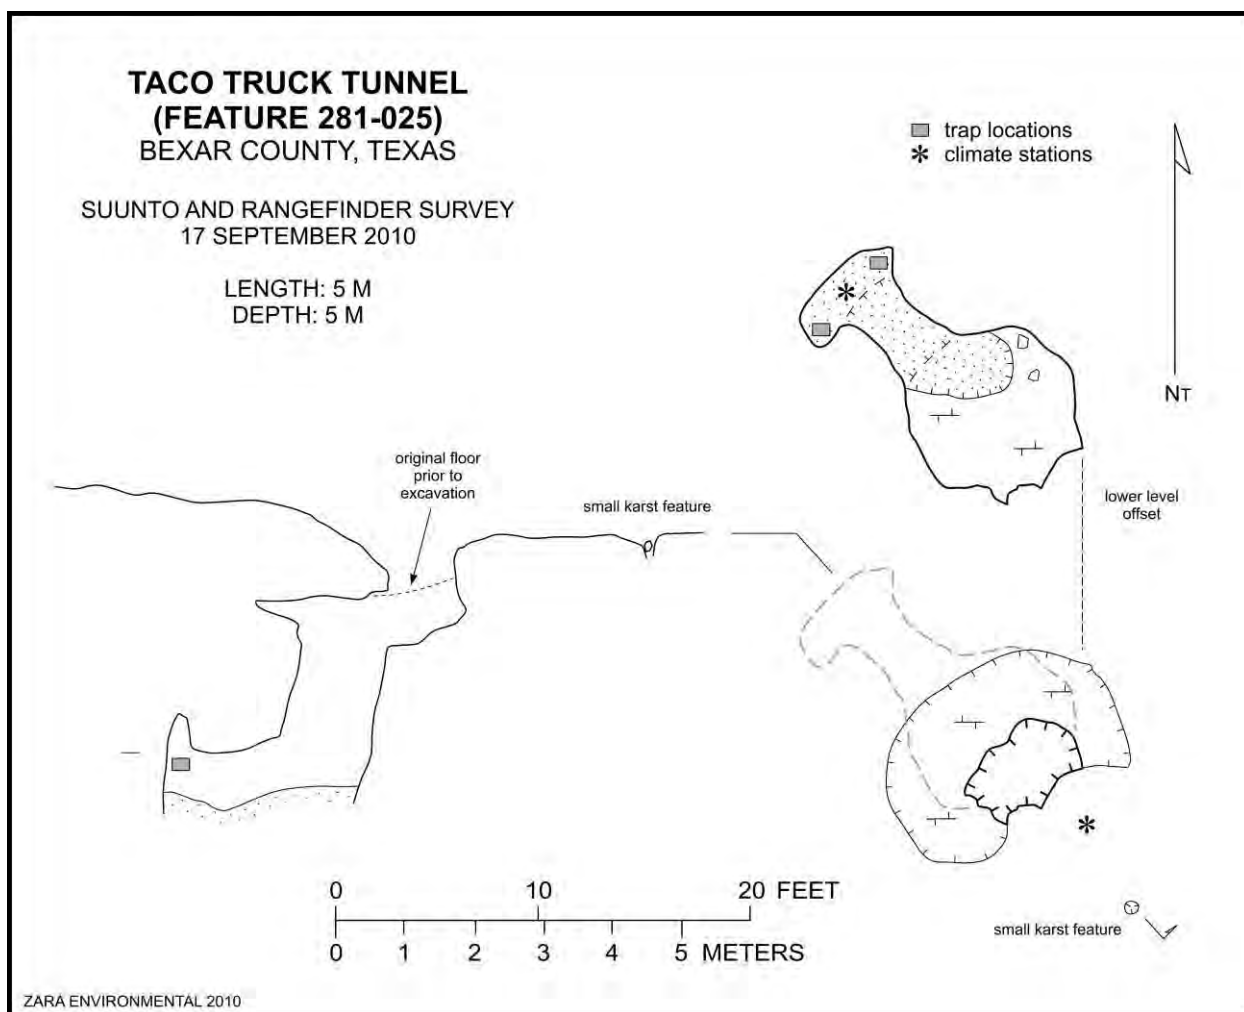 TACO TRUCK TUNNEL
(FEATURE 281-025)
BEXAR COUNTY, TEXAS
SUUNTO AND RANGEFINDER SURVEY
17 SEPTEMBER 2010
LENGTH: 5 M
DEPTH: 5 M
trap locations
climate stations
NT
original floor
prior to
excavation
small karst feature
lower level
offset
0 10 20 FEET
0 1 2 3 4 5 METERS
small karst feature
ZARA ENVIRONMENTAL 2010